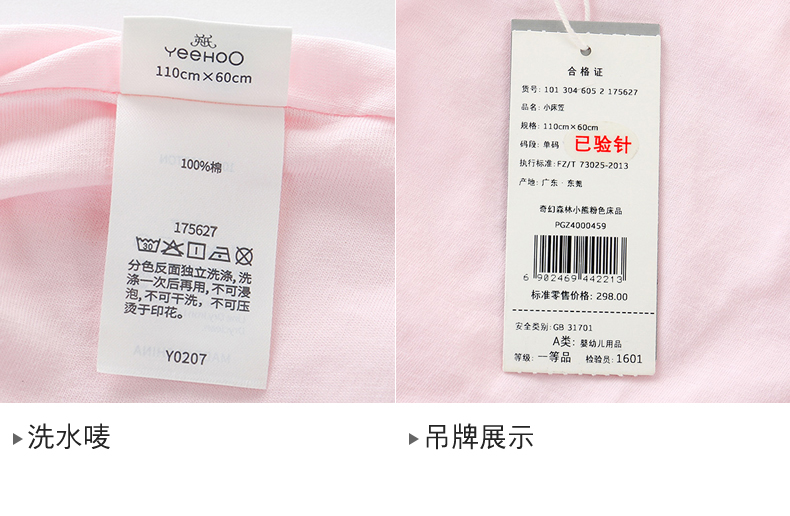 英氏
YeeHoO
110cm×60cm
100%棉
175627
30
分色反面独立洗涤, 洗
涤一次后再用, 不可浸
泡, 不可干洗, 不可压
烫于印花。
Y0207
合格证
货号: 101 304 605 2 175627
品名: 小床笠
规格: 110cm×60cm
码段: 单码
已验针
执行标准: FZ/T 73025-2013
产地: 广东·东莞
奇幻森林小熊粉色床品
PGZ4000459
6 902469 442213
标准零售价格: 298.00
安全类别: GB 31701
A类: 婴幼儿用品
等级: 一等品 检验员: 1601
洗水唛
吊牌展示